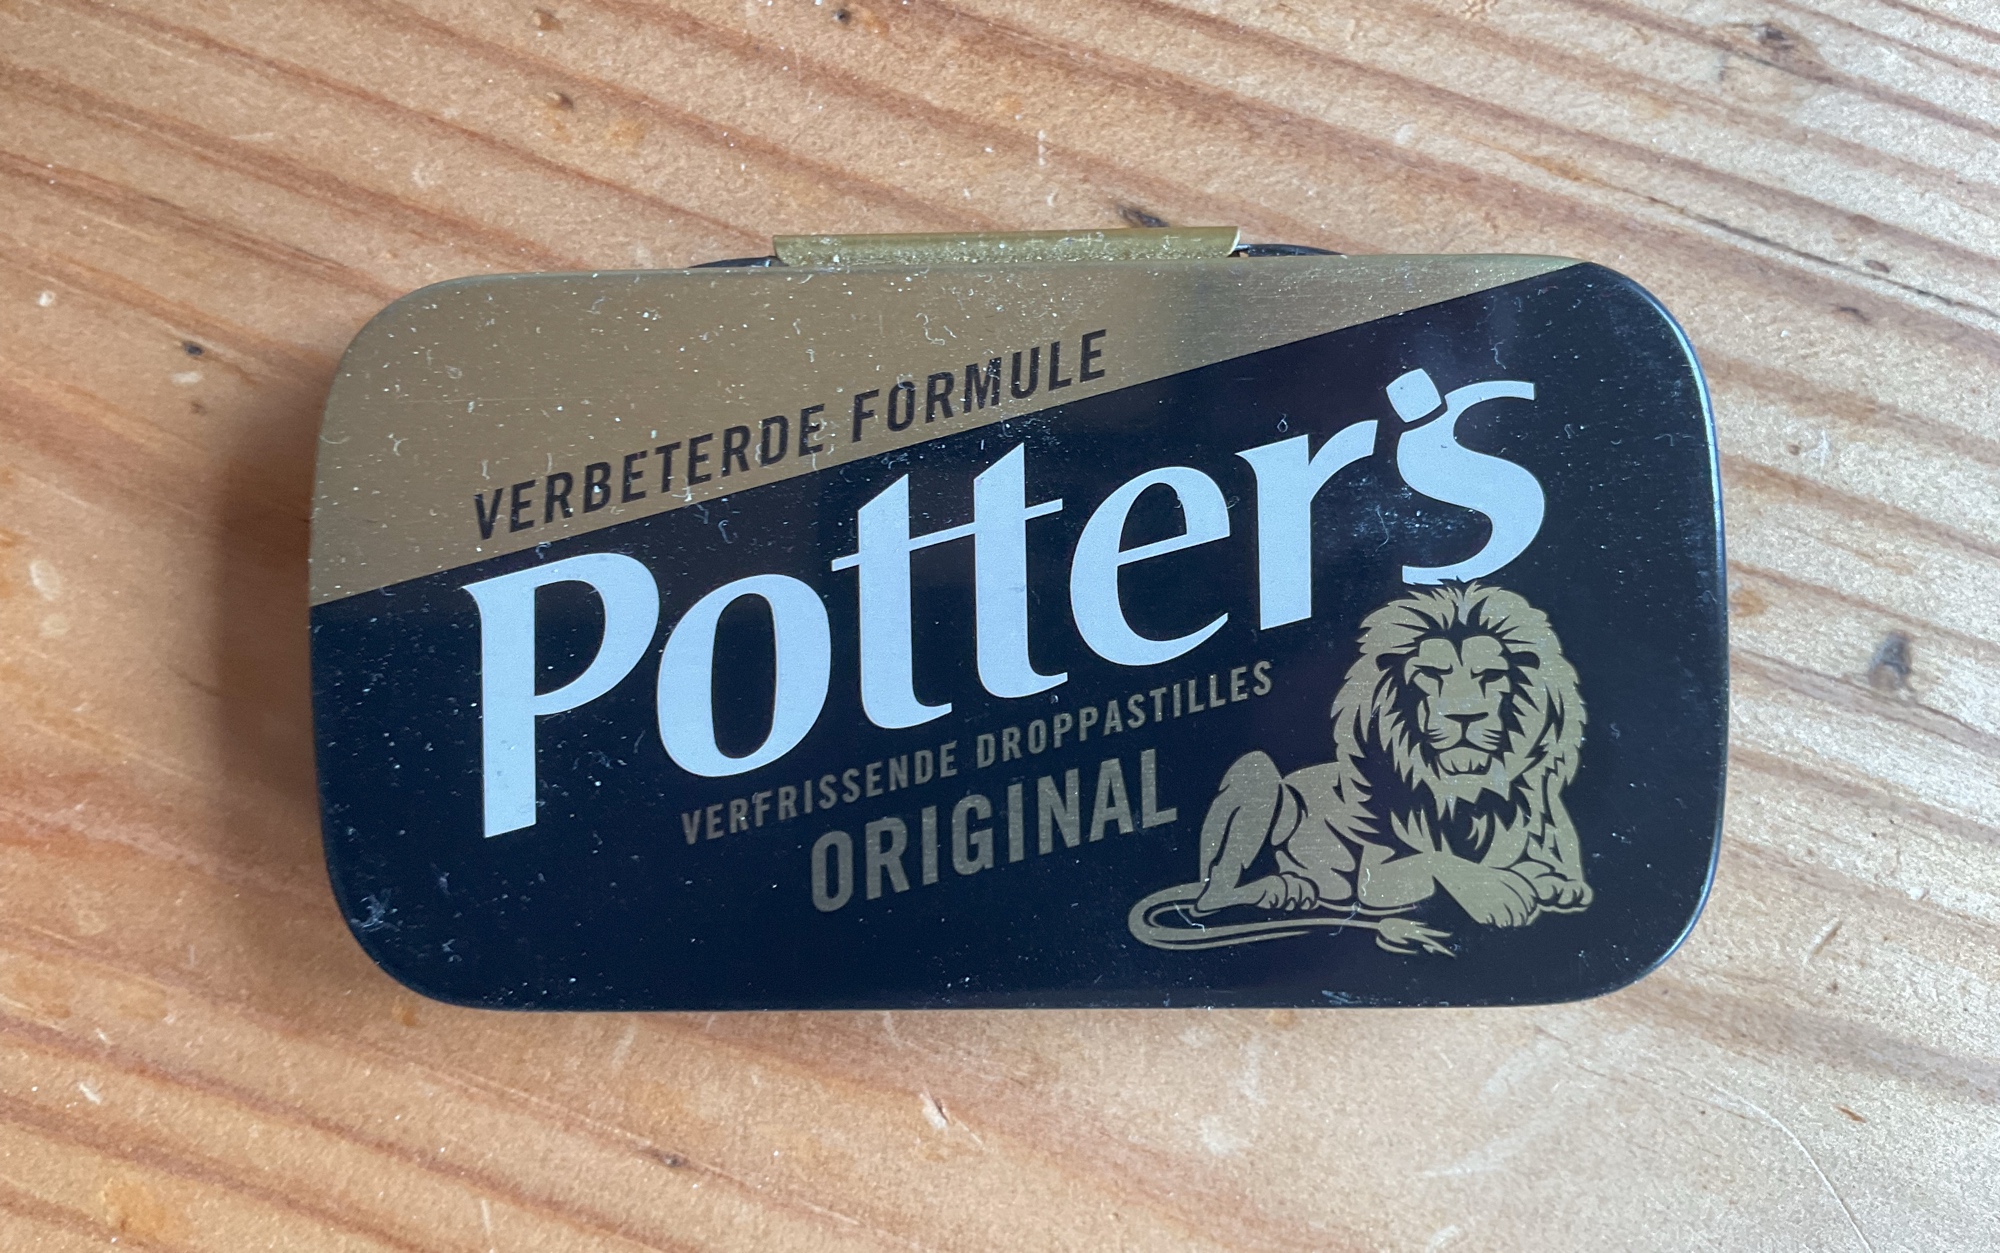 VERBETERDE FORMULE
Potter's
VERFRISSENDE DROPPASTILLES
ORIGINAL